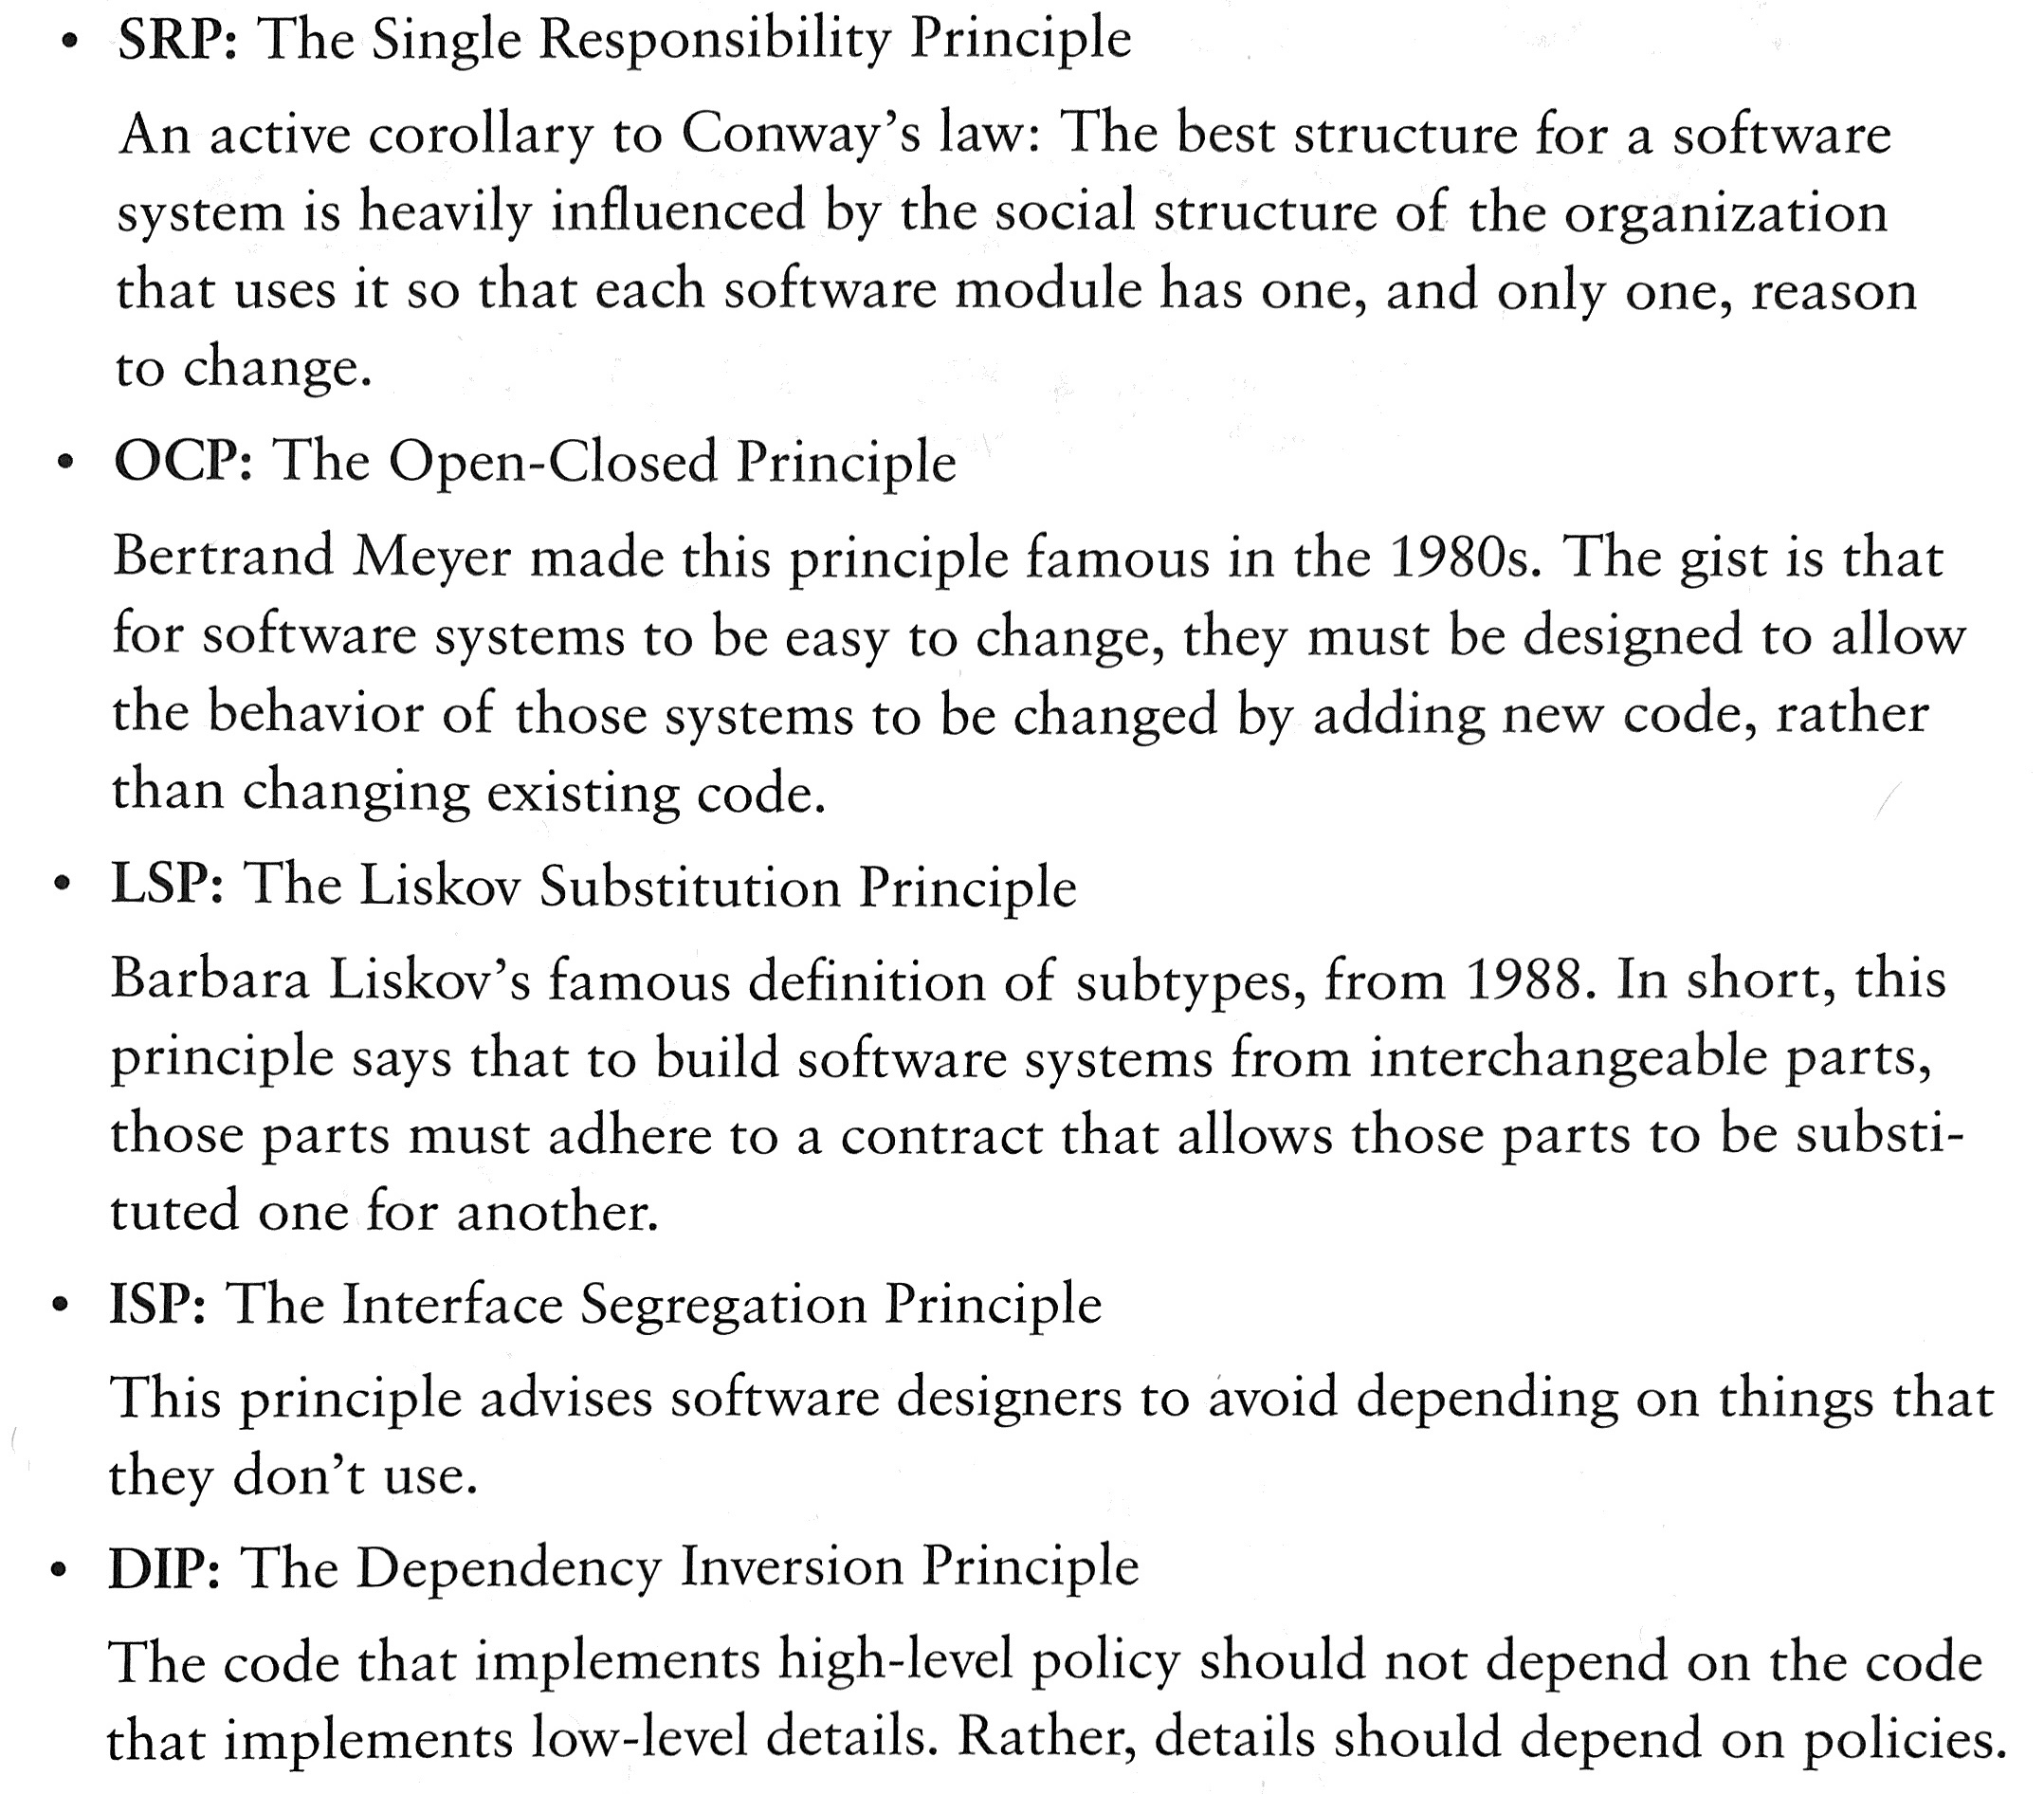 • SRP: The Single Responsibility Principle
An active corollary to Conway’s law: The best structure for a software
system is heavily influenced by the social structure of the organization
that uses it so that each software module has one, and only one, reason
to change.
• OCP: The Open-Closed Principle
Bertrand Meyer made this principle famous in the 1980s. The gist is that
for software systems to be easy to change, they must be designed to allow
the behavior of those systems to be changed by adding new code, rather
than changing existing code.
• LSP: The Liskov Substitution Principle
Barbara Liskov’s famous definition of subtypes, from 1988. In short, this
principle says that to build software systems from interchangeable parts,
those parts must adhere to a contract that allows those parts to be substi-
tuted one for another.
• ISP: The Interface Segregation Principle
This principle advises software designers to avoid depending on things that
they don’t use.
• DIP: The Dependency Inversion Principle
The code that implements high-level policy should not depend on the code
that implements low-level details. Rather, details should depend on policies.